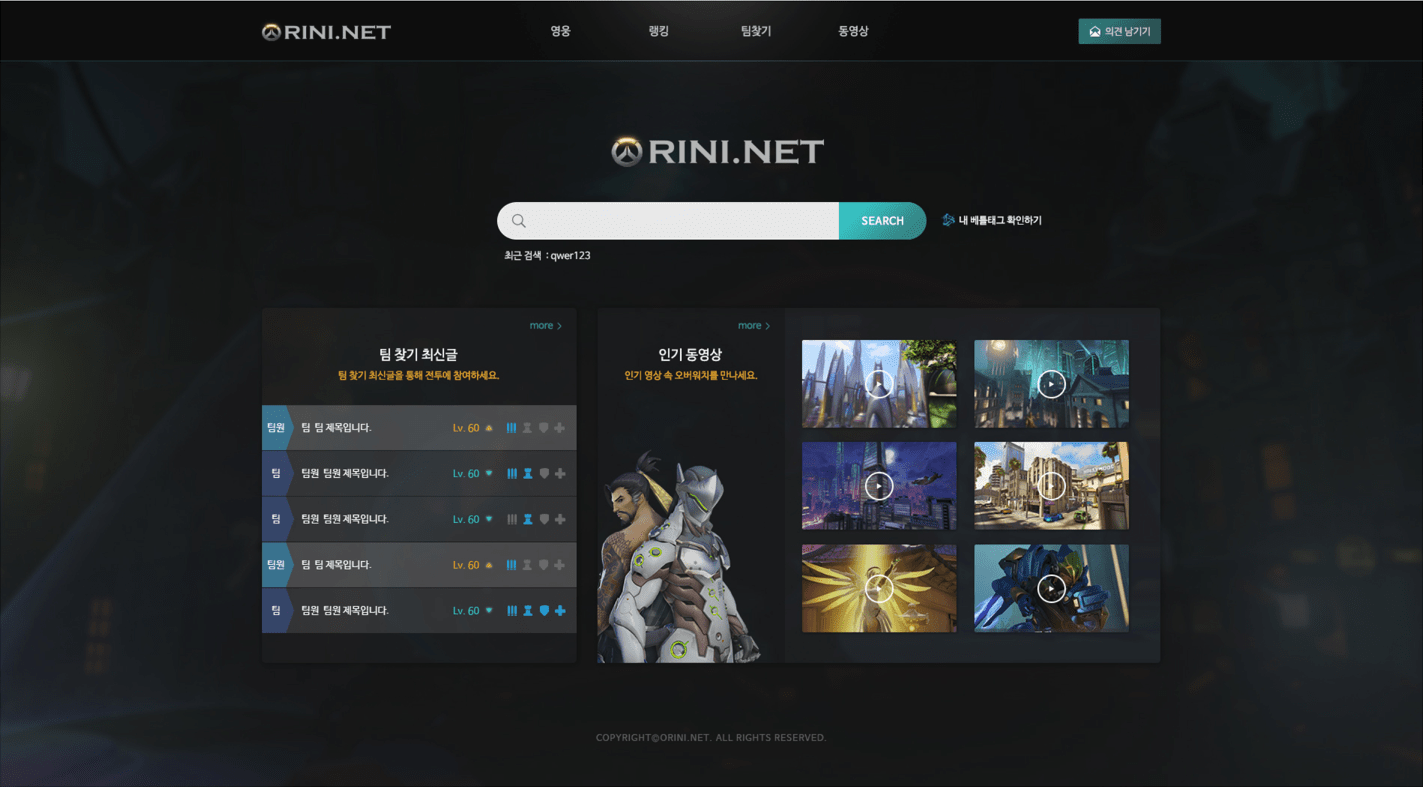 ORINI.NET
영웅 랭킹 팀찾기 동영상
의견 남기기
ORINI.NET
SEARCH
내 베틀태그 확인하기
최근 검색 : qwer123
more >
팀 찾기 최신글
팀 찾기 최신글을 통해 전투에 참여하세요.
팀원 팀 팀 제목입니다. Lv. 60
팀 팀원 팀원 제목입니다. Lv. 60
팀 팀원 팀원 제목입니다. Lv. 60
팀원 팀 팀 제목입니다. Lv. 60
팀 팀원 팀원 제목입니다. Lv. 60
more >
인기 동영상
인기 영상 속 오버워치를 만나세요.
COPYRIGHT©ORINI.NET. ALL RIGHTS RESERVED.